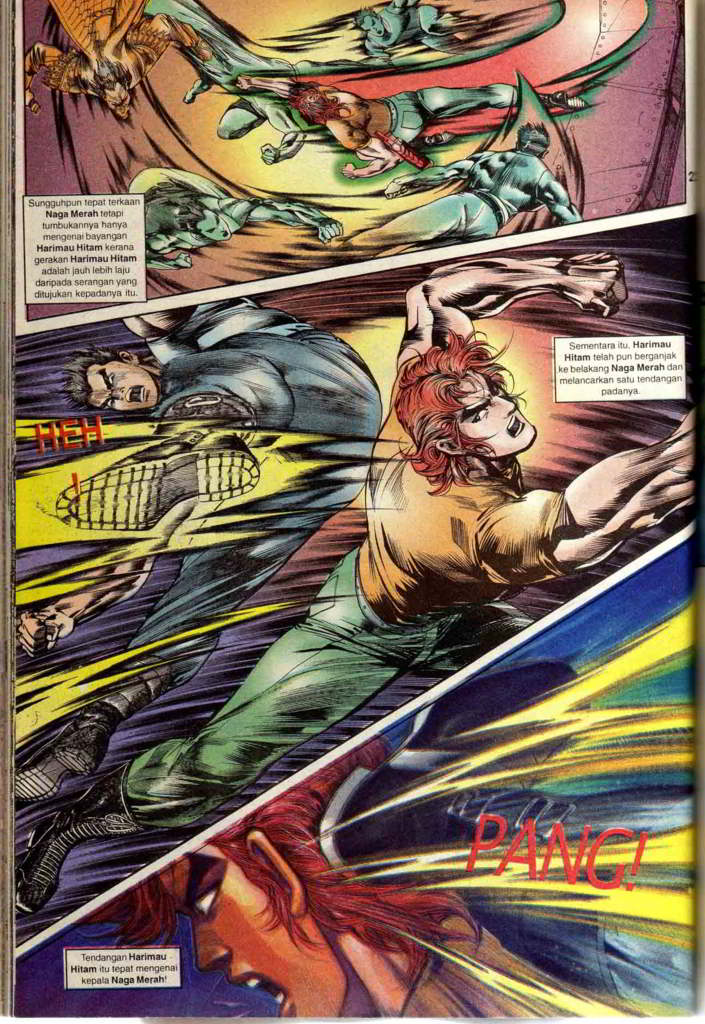 Sungguhpun tepat terkaan
Naga Merah tetapi
tumbukannya hanya
mengenai bayangan
Harimau Hitam kerana
gerakan Harimau Hitam
adalah jauh lebih laju
daripada serangan yang
ditujukan kepadanya itu.
Sementara itu, Harimau
Hitam telah pun berganjak
ke belakang Naga Merah dan
melancarkan satu tendangan
padanya.
HEH
!
PANG!
Tendangan Harimau
Hitam itu tepat mengenai
kepala Naga Merah!